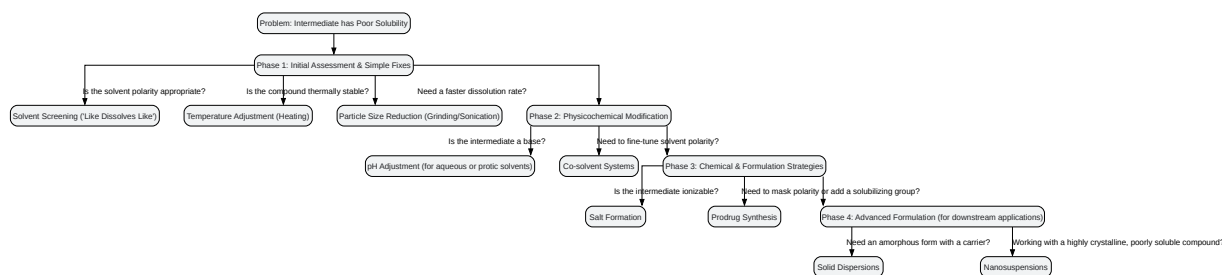 Problem: Intermediate has Poor Solubility
Phase 1: Initial Assessment & Simple Fixes
Is the solvent polarity appropriate?
Is the compound thermally stable?
Need a faster dissolution rate?
Solvent Screening ('Like Dissolves Like')
Temperature Adjustment (Heating)
Particle Size Reduction (Grinding/Sonication)
Phase 2: Physicochemical Modification
Is the intermediate a base?
Need to fine-tune solvent polarity?
pH Adjustment (for aqueous or protic solvents)
Co-solvent Systems
Phase 3: Chemical & Formulation Strategies
Is the intermediate ionizable?
Need to mask polarity or add a solubilizing group?
Salt Formation
Prodrug Synthesis
Phase 4: Advanced Formulation (for downstream applications)
Need an amorphous form with a carrier?
Working with a highly crystalline, poorly soluble compound?
Solid Dispersions
Nanosuspensions